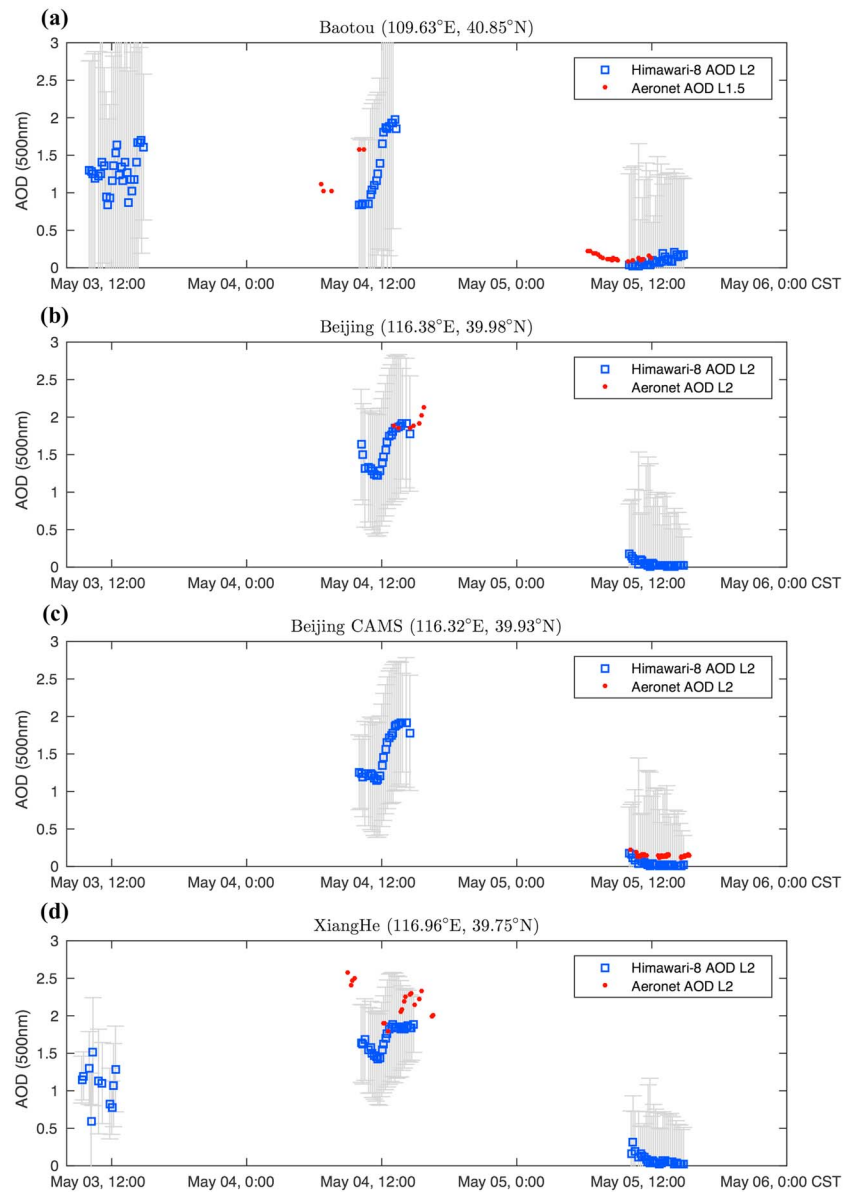 (a)
Baotou (109.63°E, 40.85°N)
3
2.5
2
1.5
1
0.5
0
AOD (500nm)
Himawari-8 AOD L2
Aeronet AOD L1.5
May 03, 12:00 May 04, 0:00 May 04, 12:00 May 05, 0:00 May 05, 12:00 May 06, 0:00 CST
(b)
Beijing (116.38°E, 39.98°N)
3
2.5
2
1.5
1
0.5
0
AOD (500nm)
Himawari-8 AOD L2
Aeronet AOD L2
May 03, 12:00 May 04, 0:00 May 04, 12:00 May 05, 0:00 May 05, 12:00 May 06, 0:00 CST
(c)
Beijing CAMS (116.32°E, 39.93°N)
3
2.5
2
1.5
1
0.5
0
AOD (500nm)
Himawari-8 AOD L2
Aeronet AOD L2
May 03, 12:00 May 04, 0:00 May 04, 12:00 May 05, 0:00 May 05, 12:00 May 06, 0:00 CST
(d)
XiangHe (116.96°E, 39.75°N)
3
2.5
2
1.5
1
0.5
0
AOD (500nm)
Himawari-8 AOD L2
Aeronet AOD L2
May 03, 12:00 May 04, 0:00 May 04, 12:00 May 05, 0:00 May 05, 12:00 May 06, 0:00 CST